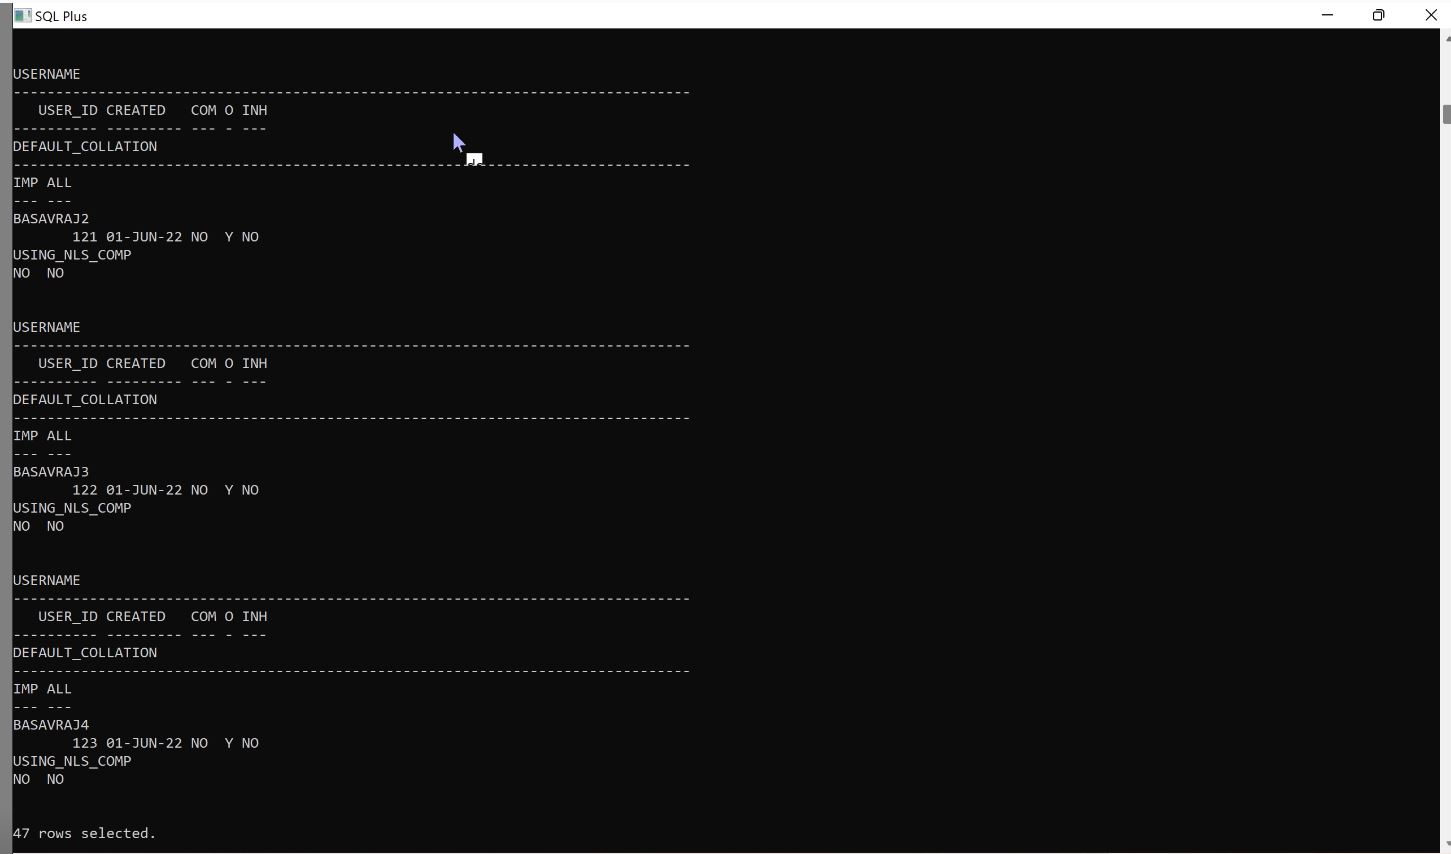 SQL Plus
USERNAME
--------------------------------------------------------------------------------
   USER_ID CREATED   COM O INH
---------- --------- --- - ---
DEFAULT_COLLATION
--------------------------------------------------------------------------------
IMP ALL
--- ---
BASAVRAJ2
       121 01-JUN-22 NO  Y NO
USING_NLS_COMP
NO  NO
USERNAME
--------------------------------------------------------------------------------
   USER_ID CREATED   COM O INH
---------- --------- --- - ---
DEFAULT_COLLATION
--------------------------------------------------------------------------------
IMP ALL
--- ---
BASAVRAJ3
       122 01-JUN-22 NO  Y NO
USING_NLS_COMP
NO  NO
USERNAME
--------------------------------------------------------------------------------
   USER_ID CREATED   COM O INH
---------- --------- --- - ---
DEFAULT_COLLATION
--------------------------------------------------------------------------------
IMP ALL
--- ---
BASAVRAJ4
       123 01-JUN-22 NO  Y NO
USING_NLS_COMP
NO  NO
47 rows selected.